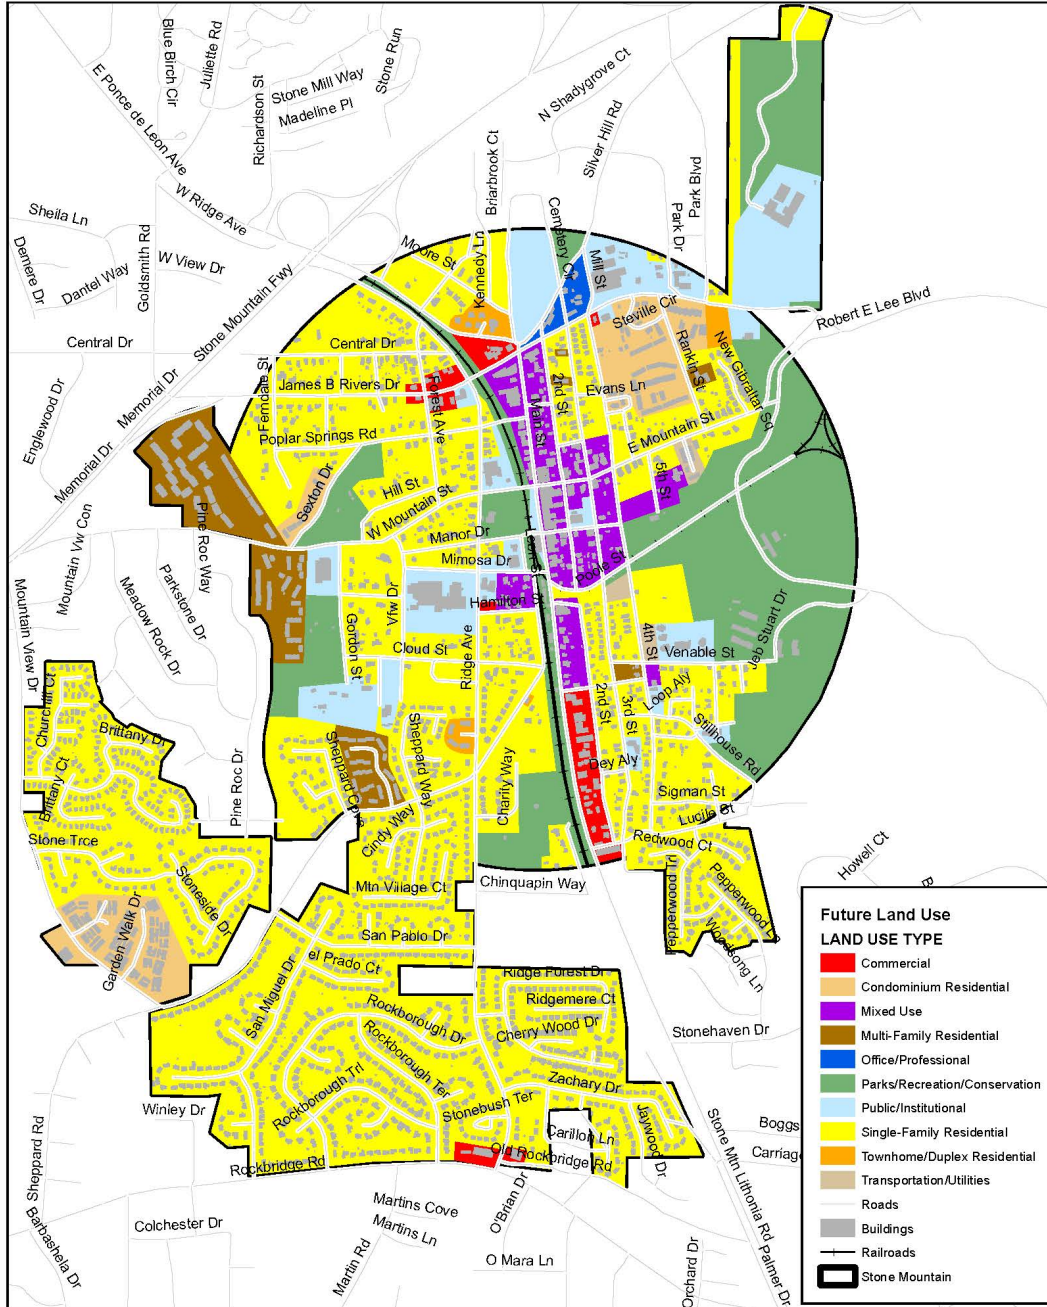 Blue Birch Cir
Juliette Rd
Stone Run
E Ponce de Leon Ave
Richardson St
Stone Mill Way
Madeline Pl
N Shadygrove Ct
Silver Hill Rd
Briarbrook Ct
Cemetery Cir
Park Blvd
Park Dr
Sheila Ln
W Ridge Ave
Demere Dr
Goldsmith Rd
W View Dr
Dantel Way
Stone Mountain Fwy
Moore St
Kennedy Ln
Mill St
Robert E Lee Blvd
Steville Cir
Central Dr
Central Dr
Ferndale St
James B Rivers Dr
Forest Ave
Main St
2nd St
Evans Ln
Rankin St
New Gibraltar Sq
Englewood Dr
Memorial Dr
Memorial Dr
Poplar Springs Rd
E Mountain St
Sexton Dr
Hill St
W Mountain St
5th St
Mountain Vw Con
Pine Roc Way
Manor Dr
Mimosa Dr
Poole St
Parkstone Dr
Meadow Rock Dr
Vfw Dr
Hamilton St
Mountain View Dr
Gordon St
Cloud St
Ridge Ave
4th St
Venable St
Jeb Stuart Dr
Churchill Ct
Loop Aly
2nd St
3rd St
Brittany Dr
Sheppard Way
Stillhouse Rd
Brittany Ct
Pine Roc Dr
Dey Aly
Charity Way
Sigman St
Lucile St
Stone Trce
Cindy Way
Redwood Ct
Howell Ct
Stoneside Dr
Mtn Village Ct
Chinquapin Way
Pepperwood Trl
Pepperwood Ln
Woodsong Ln
Garden Walk Dr
San Pablo Dr
el Prado Ct
San Miguel Dr
Ridge Forest Dr
Ridgemere Ct
Rockborough Dr
Cherry Wood Dr
Stonehaven Dr
Rockborough Ter
Rockborough Trl
Zachary Dr
Stonebush Ter
Winley Dr
Carillon Ln
Jaywood Dr
Boggs
Carriag
Sheppard Rd
Rockbridge Rd
Old Rockbridge Rd
Stone Mtn Lithonia Rd
Barbashela Dr
Colchester Dr
Martins Cove
Martins Ln
Martin Rd
O'Brian Dr
O Mara Ln
Orchard Dr
Palmer Dr
Future Land Use
LAND USE TYPE
Commercial
Condominium Residential
Mixed Use
Multi-Family Residential
Office/Professional
Parks/Recreation/Conservation
Public/Institutional
Single-Family Residential
Townhome/Duplex Residential
Transportation/Utilities
Roads
Buildings
Railroads
Stone Mountain